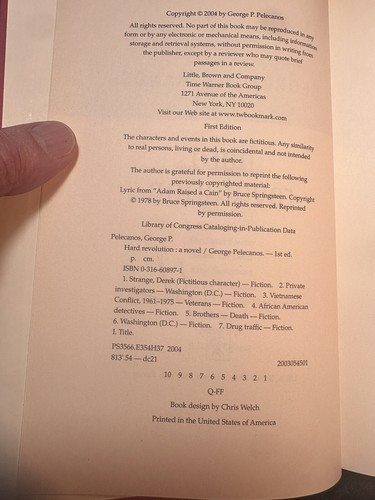 Copyright © 2004 by George P. Pelecanos
All rights reserved. No part of this book may be reproduced in any
form or by any electronic or mechanical means, including information
storage and retrieval systems, without permission in writing from
the publisher, except by a reviewer who may quote brief
passages in a review.
Little, Brown and Company
Time Warner Book Group
1271 Avenue of the Americas
New York, NY 10020
Visit our Web site at www.twbookmark.com
First Edition
The characters and events in this book are fictitious. Any similarity
to real persons, living or dead, is coincidental and not intended
by the author.
The author is grateful for permission to reprint the following
previously copyrighted material:
Lyric from "Adam Raised a Cain" by Bruce Springsteen. Copyright
© 1978 by Bruce Springsteen. All rights reserved. Reprinted
by permission.
Library of Congress Cataloging-in-Publication Data
Pelecanos, George P.
Hard revolution : a novel / George Pelecanos. — 1st ed.
p. cm.
ISBN 0-316-60897-1
1. Strange, Derek (Fictitious character) — Fiction. 2. Private
investigators — Washington (D.C.) — Fiction. 3. Vietnamese
Conflict, 1961–1975 — Veterans — Fiction. 4. African American
detectives — Fiction. 5. Brothers — Death — Fiction.
6. Washington (D.C.) — Fiction. 7. Drug traffic — Fiction.
I. Title.
PS3566.E354H37 2004
813'.54 — dc21 2003054501
10 9 8 7 6 5 4 3 2 1
Q-FF
Book design by Chris Welch
Printed in the United States of America